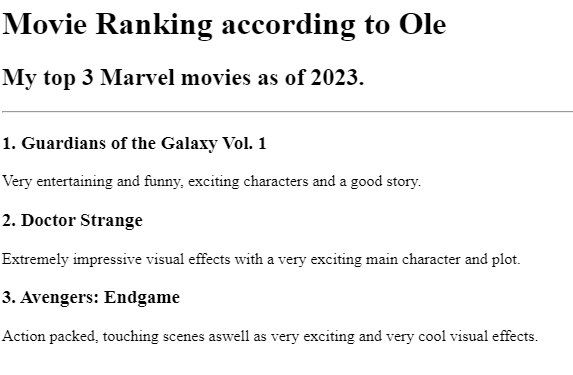 Movie Ranking according to Ole
My top 3 Marvel movies as of 2023.
1. Guardians of the Galaxy Vol. 1
Very entertaining and funny, exciting characters and a good story.
2. Doctor Strange
Extremely impressive visual effects with a very exciting main character and plot.
3. Avengers: Endgame
Action packed, touching scenes aswell as very exciting and very cool visual effects.